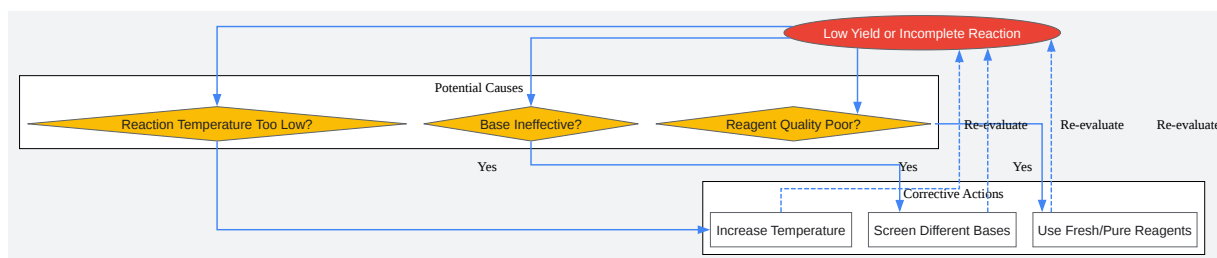 Low Yield or Incomplete Reaction
Potential Causes
Reaction Temperature Too Low?
Base Ineffective?
Reagent Quality Poor?
Re-evaluate
Re-evaluate
Re-evaluate
Yes
Yes
Yes
Corrective Actions
Increase Temperature
Screen Different Bases
Use Fresh/Pure Reagents